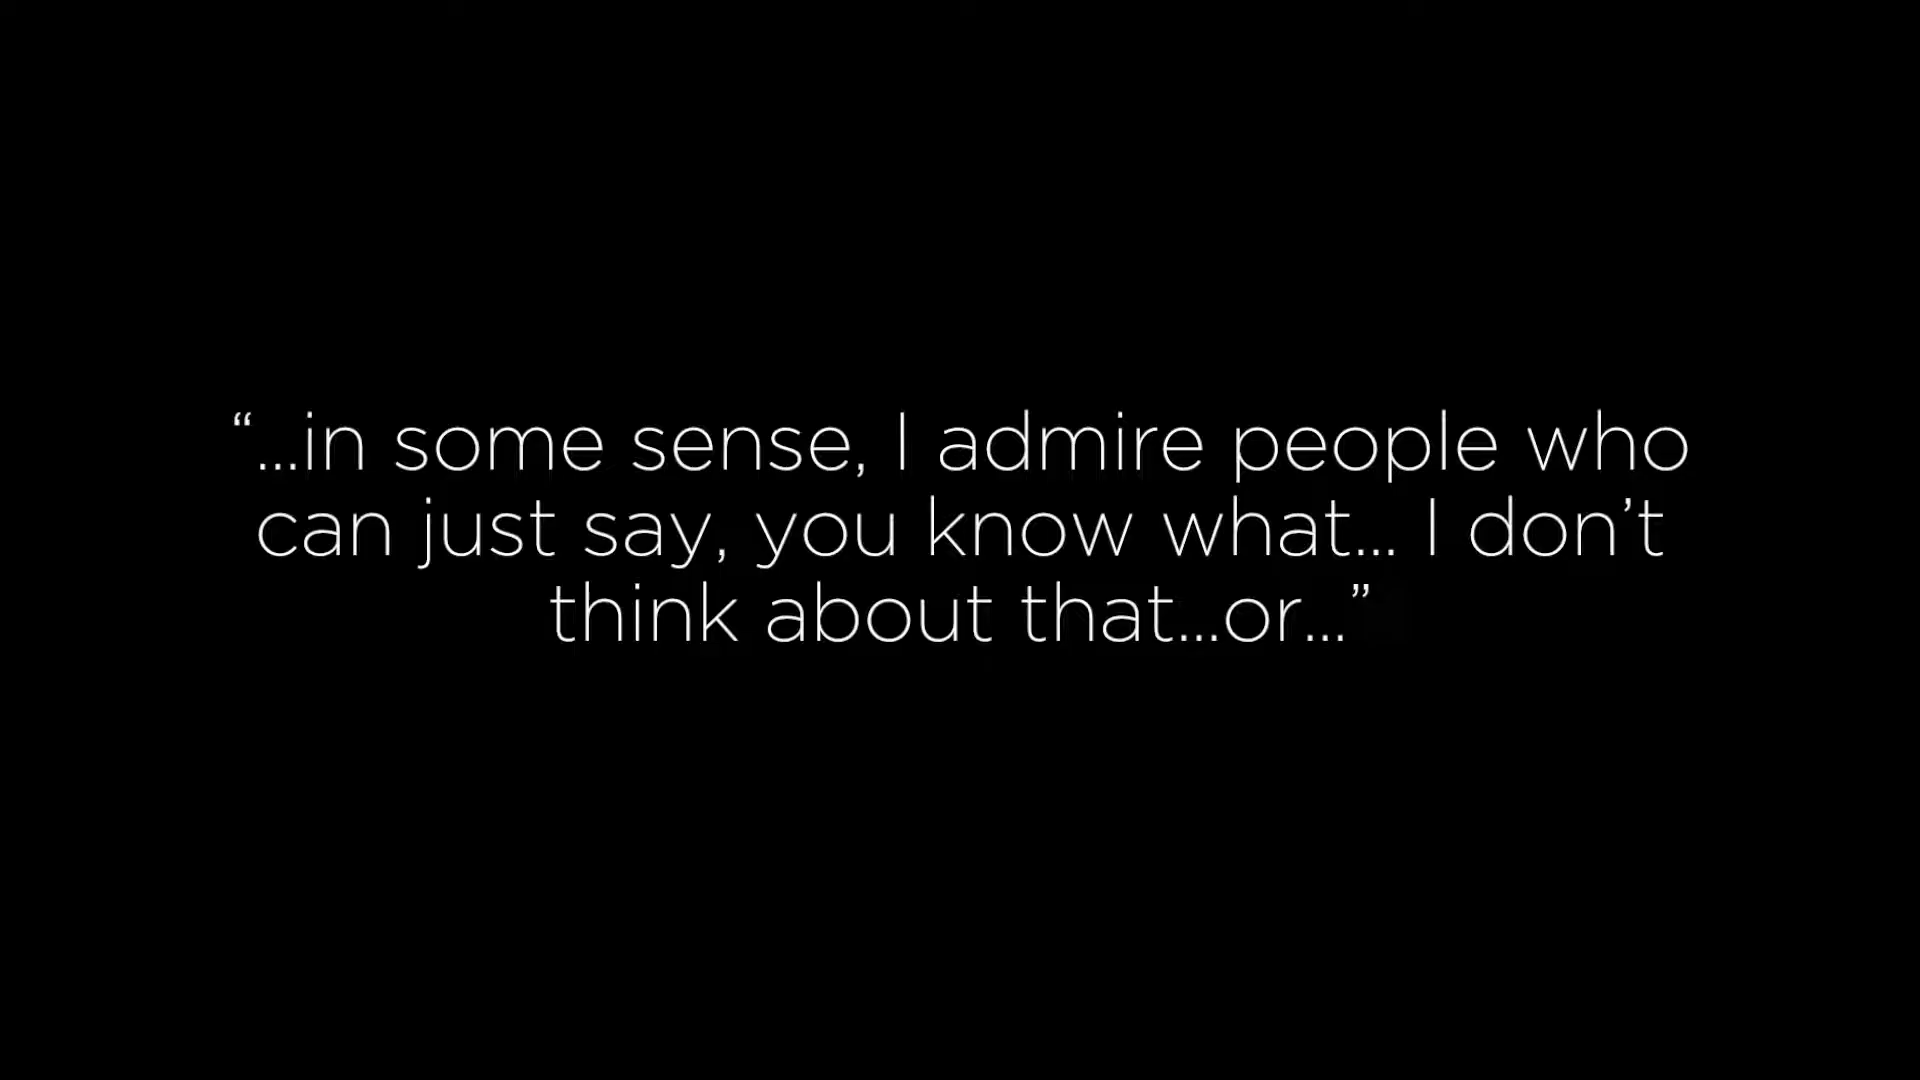 “...in some sense, I admire people who
can just say, you know what... I don’t
think about that...or...”